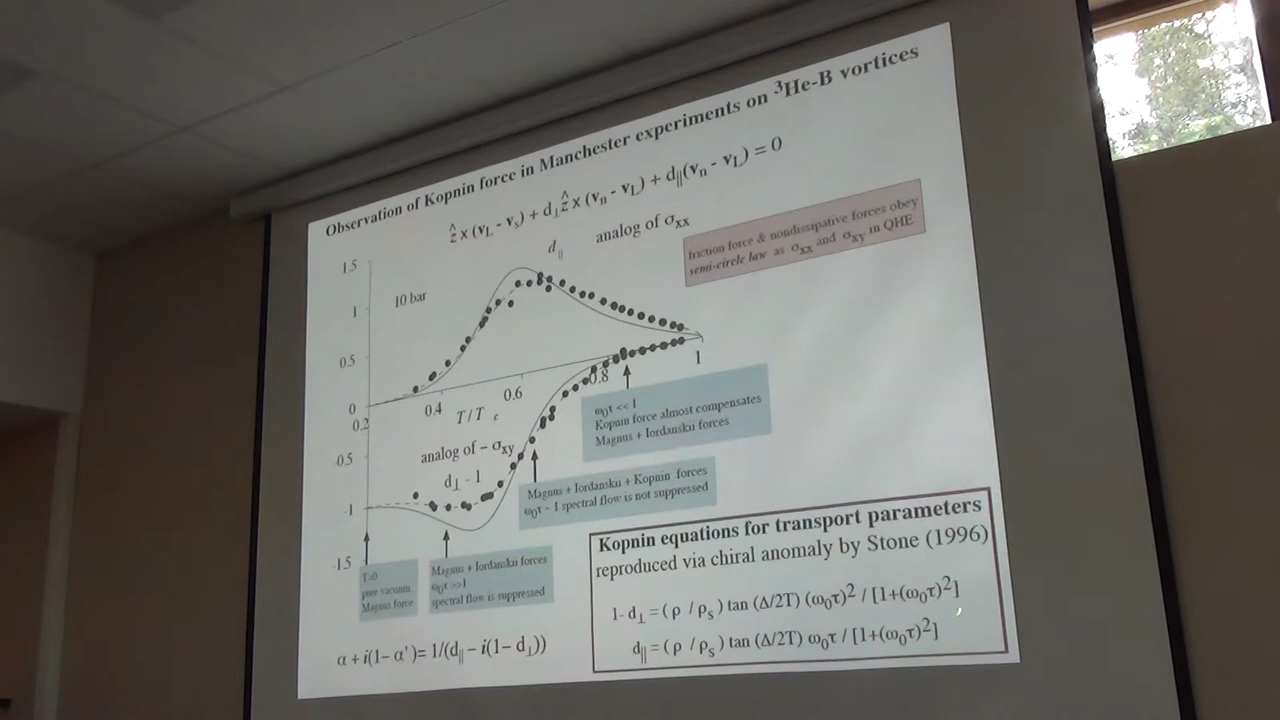 Observation of Kopnin force in Manchester experiments on ³He-B vortices
ẑ x (v_L - v_s) + d_⊥ẑ x (v_n - v_L) + d_||(v_n - v_L) = 0
d_||
analog of σ_xx
friction force & nondissipative forces obey
semi-circle law as σ_xx and σ_xy in QHE
10 bar
1.5
1
0.5
0
0.2
0.4
0.6
0.8
1
T / T_c
-0.5
-1
-1.5
analog of - σ_xy
d_⊥ - 1
ω₀τ << 1
Kopnin force almost compensates
Magnus + Iordanskii forces
Magnus + Iordanskii + Kopnin forces
ω₀τ ~ 1 spectral flow is not suppressed
T=0
pure vacuum
Magnus force
Magnus + Iordanskii forces
ω₀τ >>1
spectral flow is suppressed
Kopnin equations for transport parameters
reproduced via chiral anomaly by Stone (1996)
1- d_⊥ = ( ρ / ρ_s ) tan (Δ/2T) (ω₀τ)² / [1+(ω₀τ)²]
d_|| = ( ρ / ρ_s ) tan (Δ/2T) ω₀τ / [1+(ω₀τ)²]
α + i(1- α') = 1/(d_|| – i(1- d_⊥))